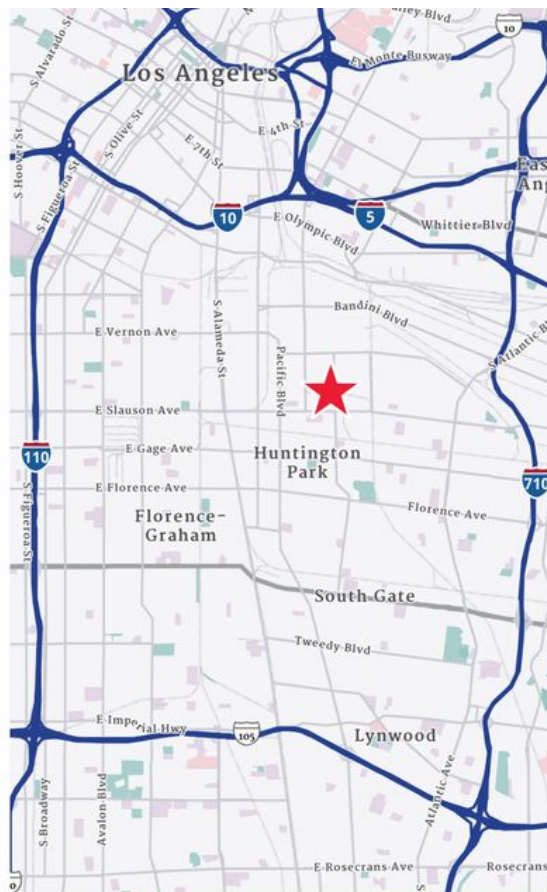 S Alvarado St
Valley Blvd
10
El Monte Busway
Los Angeles
S Olive St
E 4th St
S Hoover St
E 7th St
S Figueroa St
10
5
E Olympic Blvd
Whittier Blvd
Bandini Blvd
E Vernon Ave
S Alameda St
Pacific Blvd
S Atlantic Bl
E Slauson Ave
E Gage Ave
Huntington
Park
110
710
E Florence Ave
Florence Ave
Florence-
Graham
S Figueroa St
South Gate
Tweedy Blvd
E Imperial Hwy
105
Lynwood
S Broadway
Avalon Blvd
Atlantic Ave
E Rosecrans Ave
Rosecrans